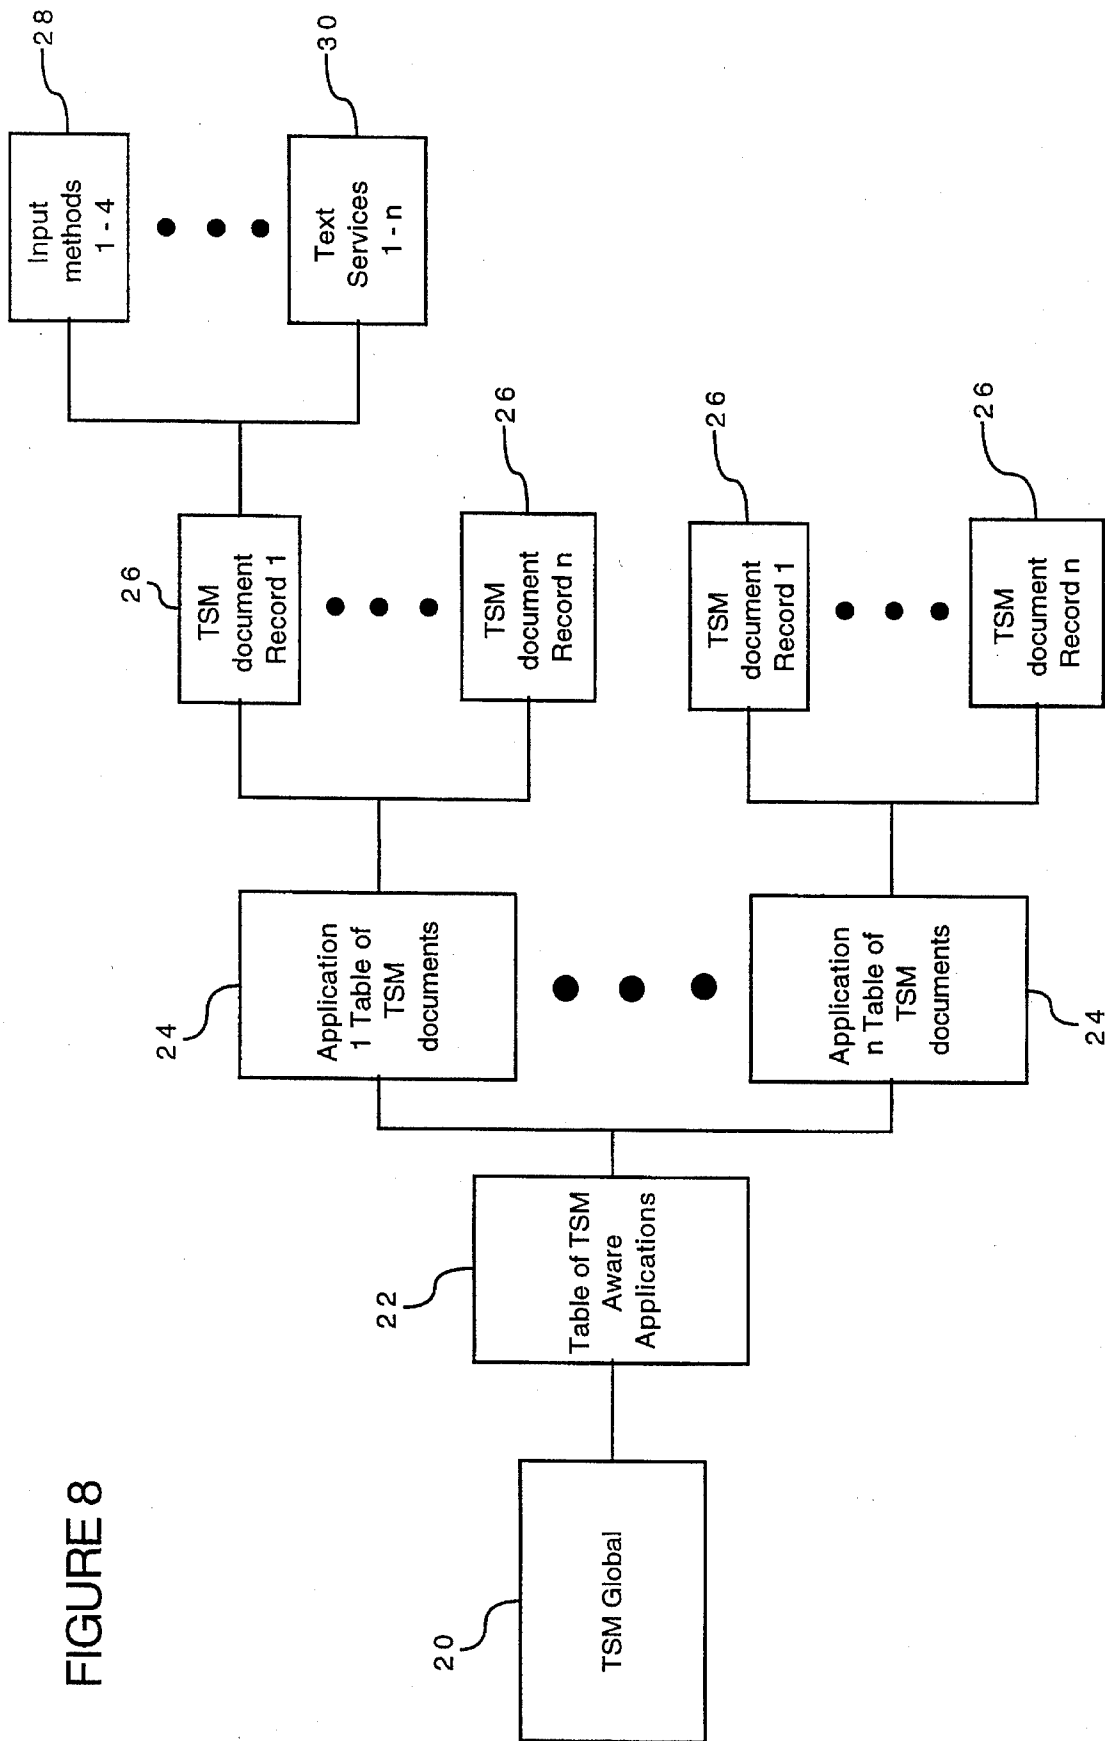 FIGURE 8
20
TSM Global
22
Table of TSM
Aware
Applications
24
Application
1 Table of
TSM
documents
Application
n Table of
TSM
documents
24
26
TSM
document
Record 1
TSM
document
Record n
26
TSM
document
Record 1
26
TSM
document
Record n
26
Input
methods
1 - 4
28
Text
Services
1 - n
30